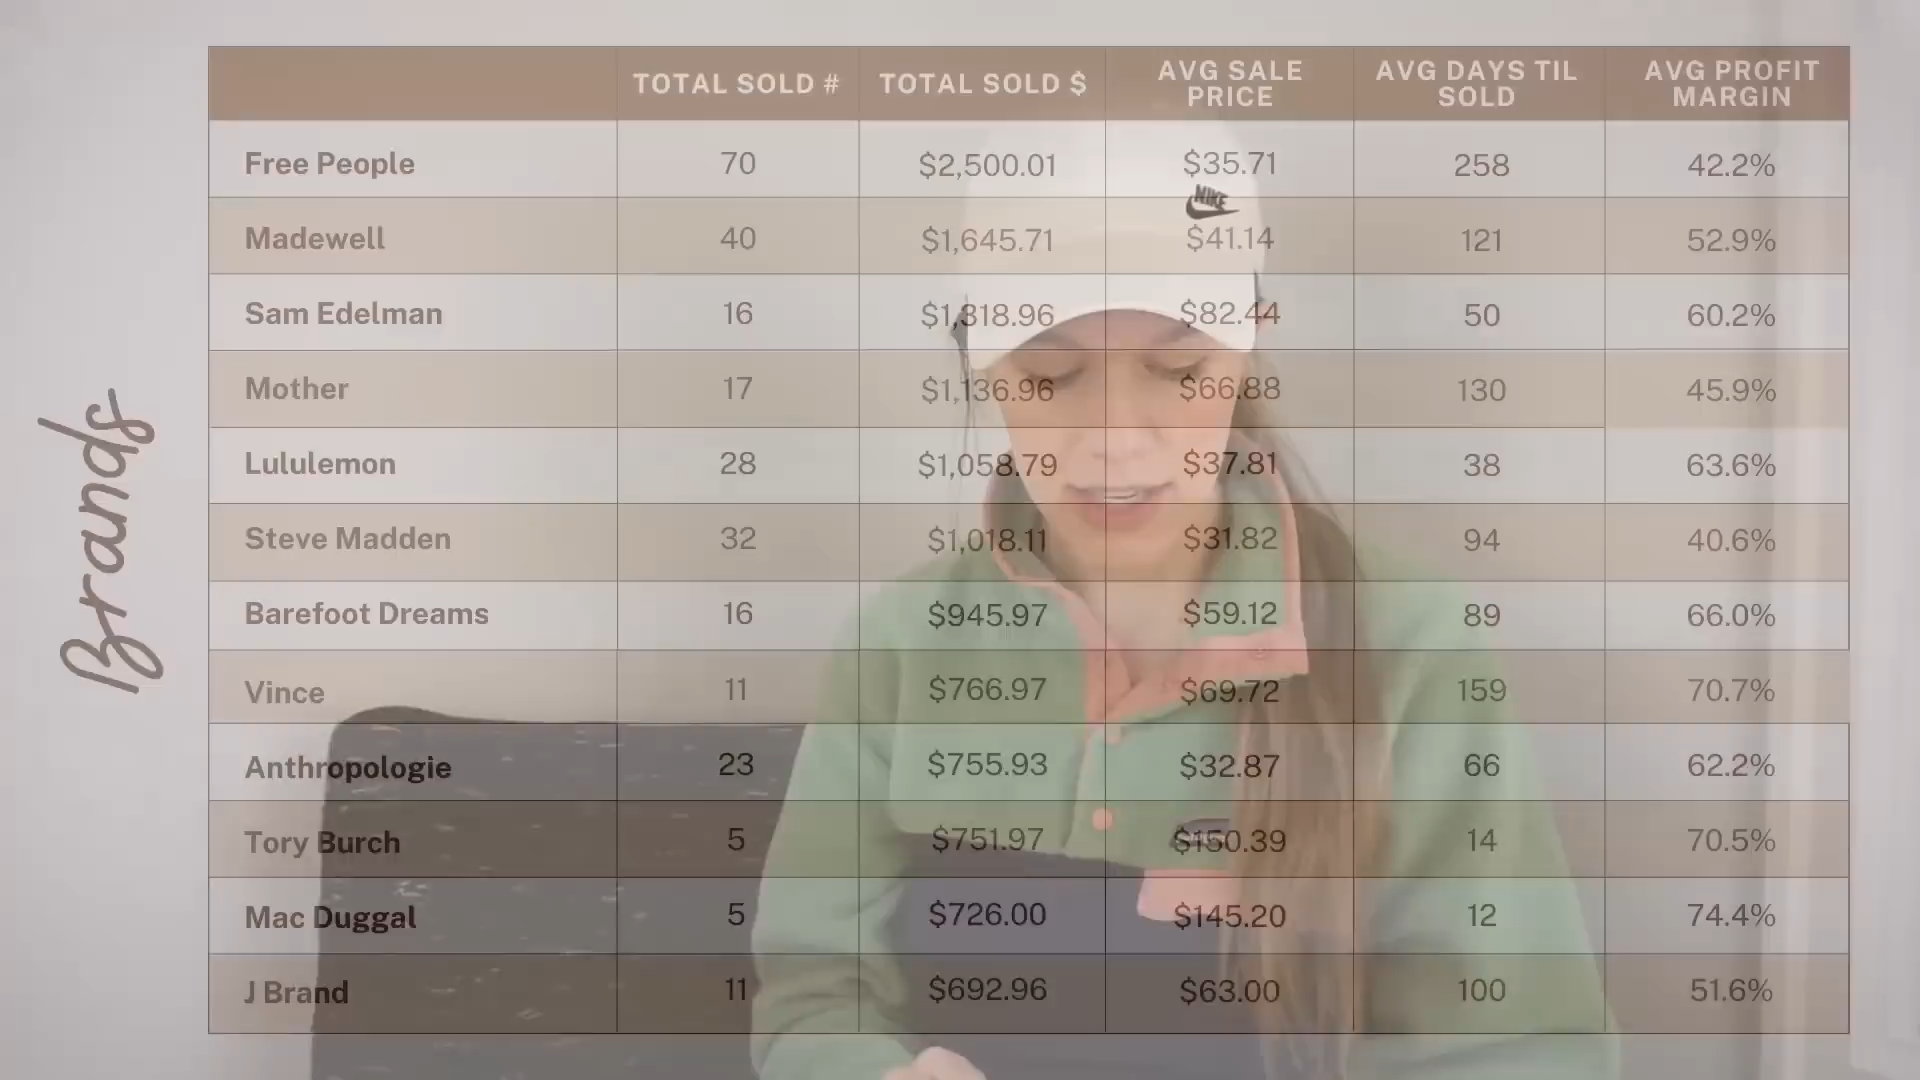 Brands
TOTAL SOLD # TOTAL SOLD $ AVG SALE PRICE AVG DAYS TIL SOLD AVG PROFIT MARGIN
Free People 70 $2,500.01 $35.71 258 42.2%
NIKE
Madewell 40 $1,645.71 $41.14 121 52.9%
Sam Edelman 16 $1,318.96 $82.44 50 60.2%
Mother 17 $1,136.96 $66.88 130 45.9%
Lululemon 28 $1,058.79 $37.81 38 63.6%
Steve Madden 32 $1,018.11 $31.82 94 40.6%
Barefoot Dreams 16 $945.97 $59.12 89 66.0%
Vince 11 $766.97 $69.72 159 70.7%
Anthropologie 23 $755.93 $32.87 66 62.2%
Tory Burch 5 $751.97 $150.39 14 70.5%
Mac Duggal 5 $726.00 $145.20 12 74.4%
J Brand 11 $692.96 $63.00 100 51.6%